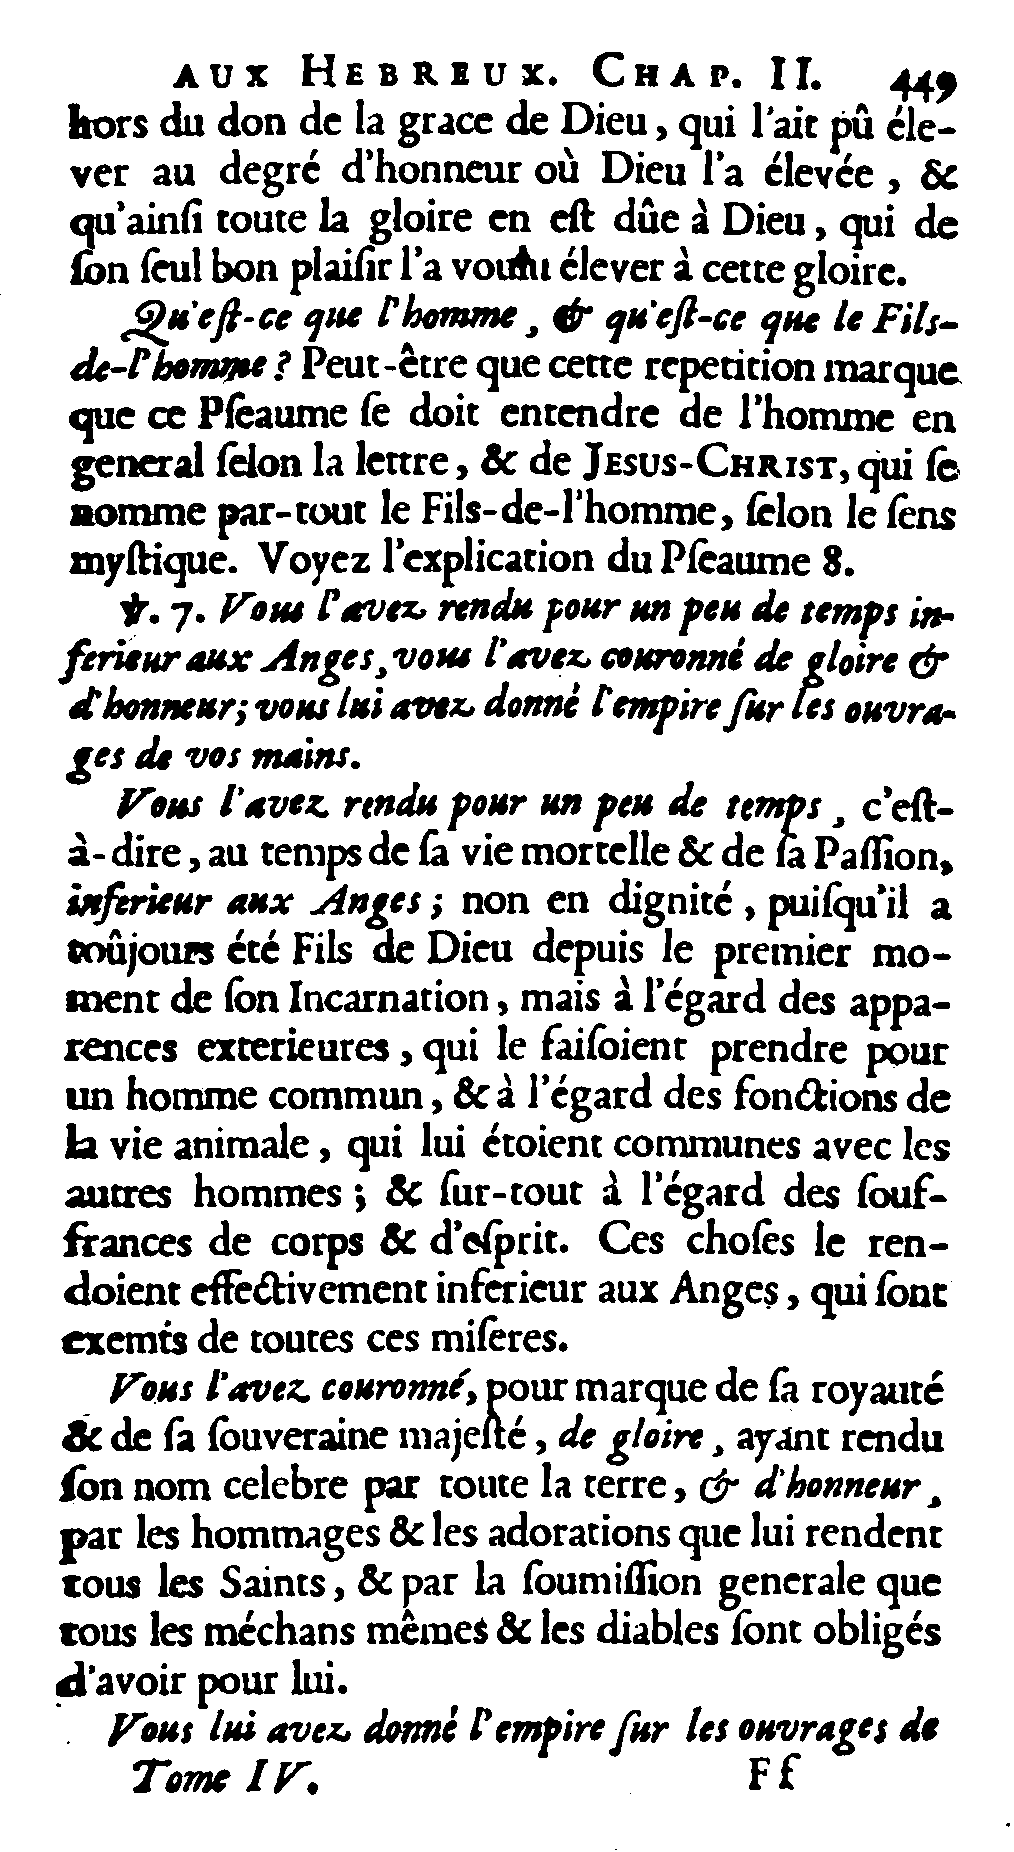 AUX HEBREUX. CHAP. II. 449
hors du don de la grace de Dieu, qui l'ait pû éle-
ver au degré d'honneur où Dieu l'a élevée, &
qu'ainſi toute la gloire en eſt dûe à Dieu, qui de
ſon ſeul bon plaiſir l'a voulu élever à cette gloire.
Qu'eſt-ce que l'homme, & qu'eſt-ce que le Fils-
de-l'homme? Peut-être que cette repetition marque
que ce Pſeaume ſe doit entendre de l'homme en
general ſelon la lettre, & de JESUS-CHRIST, qui ſe
nomme par-tout le Fils-de-l'homme, ſelon le ſens
myſtique. Voyez l'explication du Pſeaume 8.
℣. 7. Vous l'avez rendu pour un peu de temps in-
ferieur aux Anges, vous l'avez couronné de gloire &
d'honneur; vous lui avez donné l'empire ſur les ouvra-
ges de vos mains.
Vous l'avez rendu pour un peu de temps, c'eſt-
à-dire, au temps de ſa vie mortelle & de ſa Paſſion,
inferieur aux Anges; non en dignité, puiſqu'il a
toûjours été Fils de Dieu depuis le premier mo-
ment de ſon Incarnation, mais à l'égard des appa-
rences exterieures, qui le faiſoient prendre pour
un homme commun, & à l'égard des fonctions de
la vie animale, qui lui étoient communes avec les
autres hommes; & ſur-tout à l'égard des ſouf-
frances de corps & d'eſprit. Ces choſes le ren-
doient effectivement inferieur aux Anges, qui ſont
exemts de toutes ces miſeres.
Vous l'avez couronné, pour marque de ſa royauté
& de ſa ſouveraine majeſté, de gloire, ayant rendu
ſon nom celebre par toute la terre, & d'honneur,
par les hommages & les adorations que lui rendent
tous les Saints, & par la ſoumiſſion generale que
tous les méchans mêmes & les diables ſont obligés
d'avoir pour lui.
Vous lui avez donné l'empire ſur les ouvrages de
Tome IV. Ff